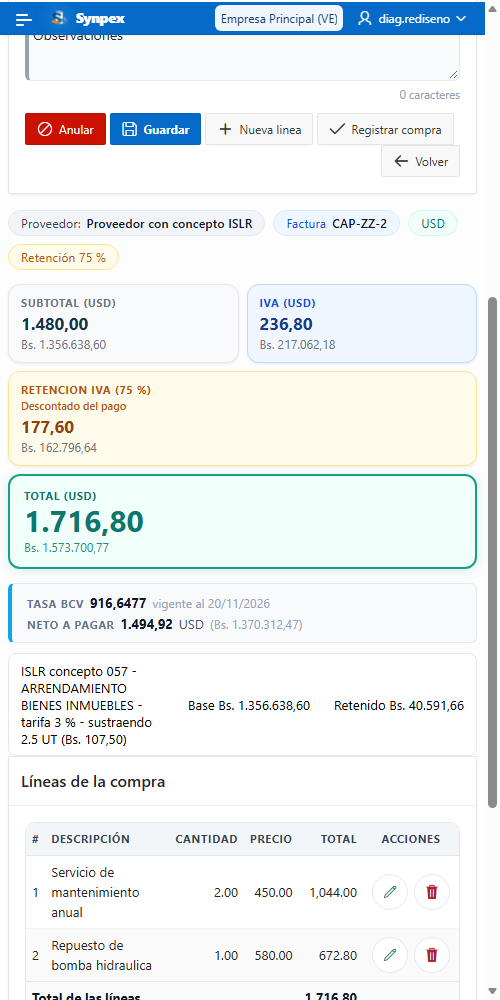 Synpex
Empresa Principal (VE)
diag.rediseno
Observaciones
0 caracteres
Anular
Guardar
Nueva linea
Registrar compra
Volver
Proveedor: Proveedor con concepto ISLR
Factura CAP-ZZ-2
USD
Retención 75 %
SUBTOTAL (USD)
1.480,00
Bs. 1.356.638,60
IVA (USD)
236,80
Bs. 217.062,18
RETENCION IVA (75 %)
Descontado del pago
177,60
Bs. 162.796,64
TOTAL (USD)
1.716,80
Bs. 1.573.700,77
TASA BCV 916,6477 vigente al 20/11/2026
NETO A PAGAR 1.494,92 USD (Bs. 1.370.312,47)
ISLR concepto 057 -
ARRENDAMIENTO
BIENES INMUEBLES -
tarifa 3 % - sustraendo
2.5 UT (Bs. 107,50)
Base Bs. 1.356.638,60
Retenido Bs. 40.591,66
Líneas de la compra
# DESCRIPCIÓN CANTIDAD PRECIO TOTAL ACCIONES
1 Servicio de mantenimiento anual 2.00 450.00 1,044.00
2 Repuesto de bomba hidraulica 1.00 580.00 672.80
Total de las líneas 1,716.80